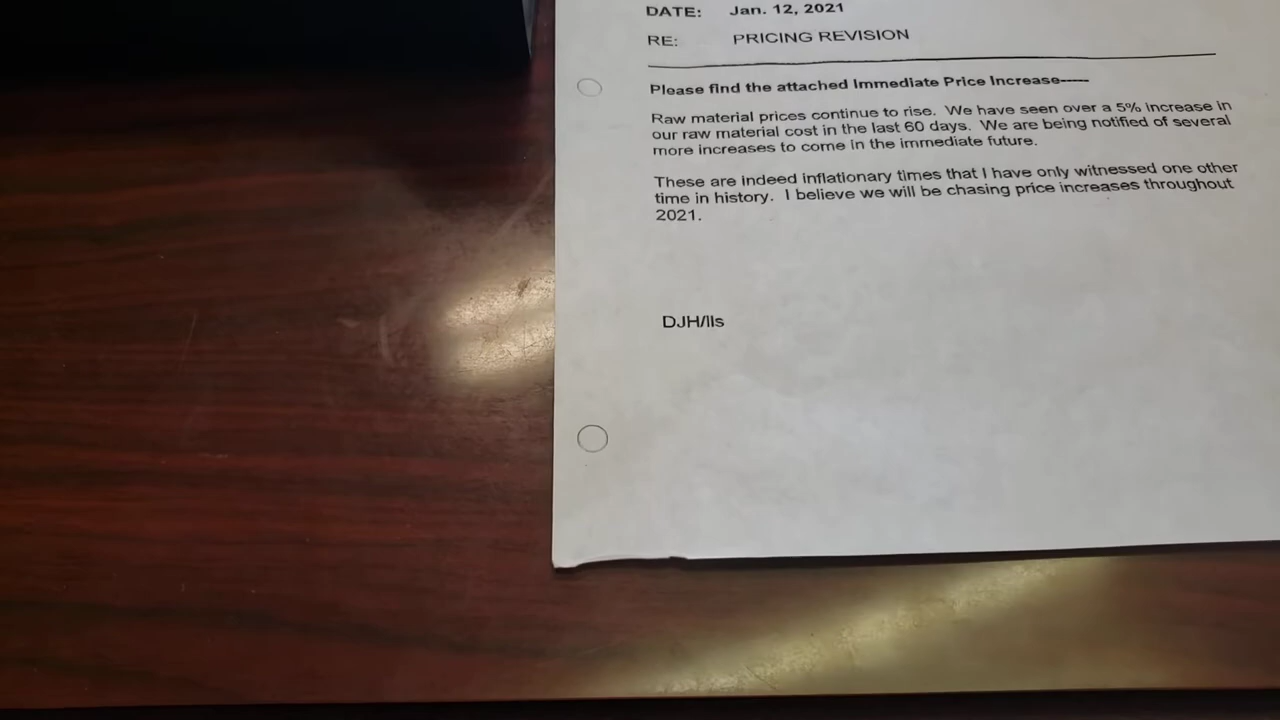 DATE: Jan. 12, 2021
RE: PRICING REVISION
Please find the attached Immediate Price Increase-----
Raw material prices continue to rise. We have seen over a 5% increase in
our raw material cost in the last 60 days. We are being notified of several
more increases to come in the immediate future.
These are indeed inflationary times that I have only witnessed one other
time in history. I believe we will be chasing price increases throughout
2021.
DJH/lls